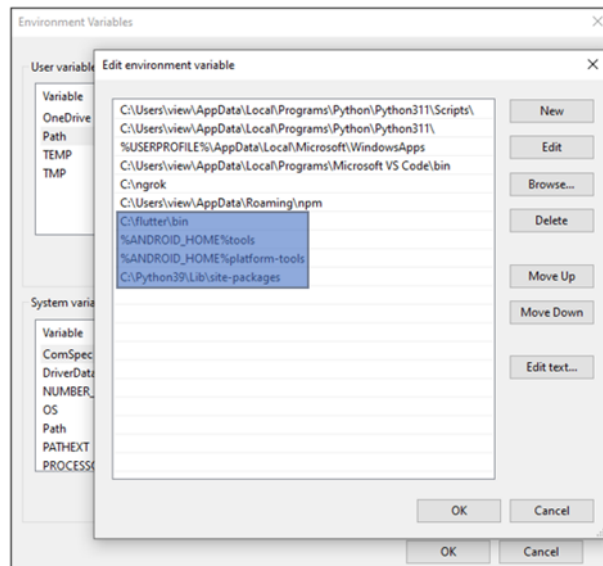 Environment Variables
Edit environment variable
User variable
Variable
OneDrive
Path
TEMP
TMP
C:\Users\view\AppData\Local\Programs\Python\Python311\Scripts\
C:\Users\view\AppData\Local\Programs\Python\Python311\
%USERPROFILE%\AppData\Local\Microsoft\WindowsApps
C:\Users\view\AppData\Local\Programs\Microsoft VS Code\bin
C:\ngrok
C:\Users\view\AppData\Roaming\npm
C:\flutter\bin
%ANDROID_HOME%tools
%ANDROID_HOME%platform-tools
C:\Python39\Lib\site-packages
New
Edit
Browse...
Delete
Move Up
Move Down
Edit text...
System varia
Variable
ComSpec
DriverData
NUMBER_
OS
Path
PATHEXT
PROCESSO
OK
Cancel
OK
Cancel